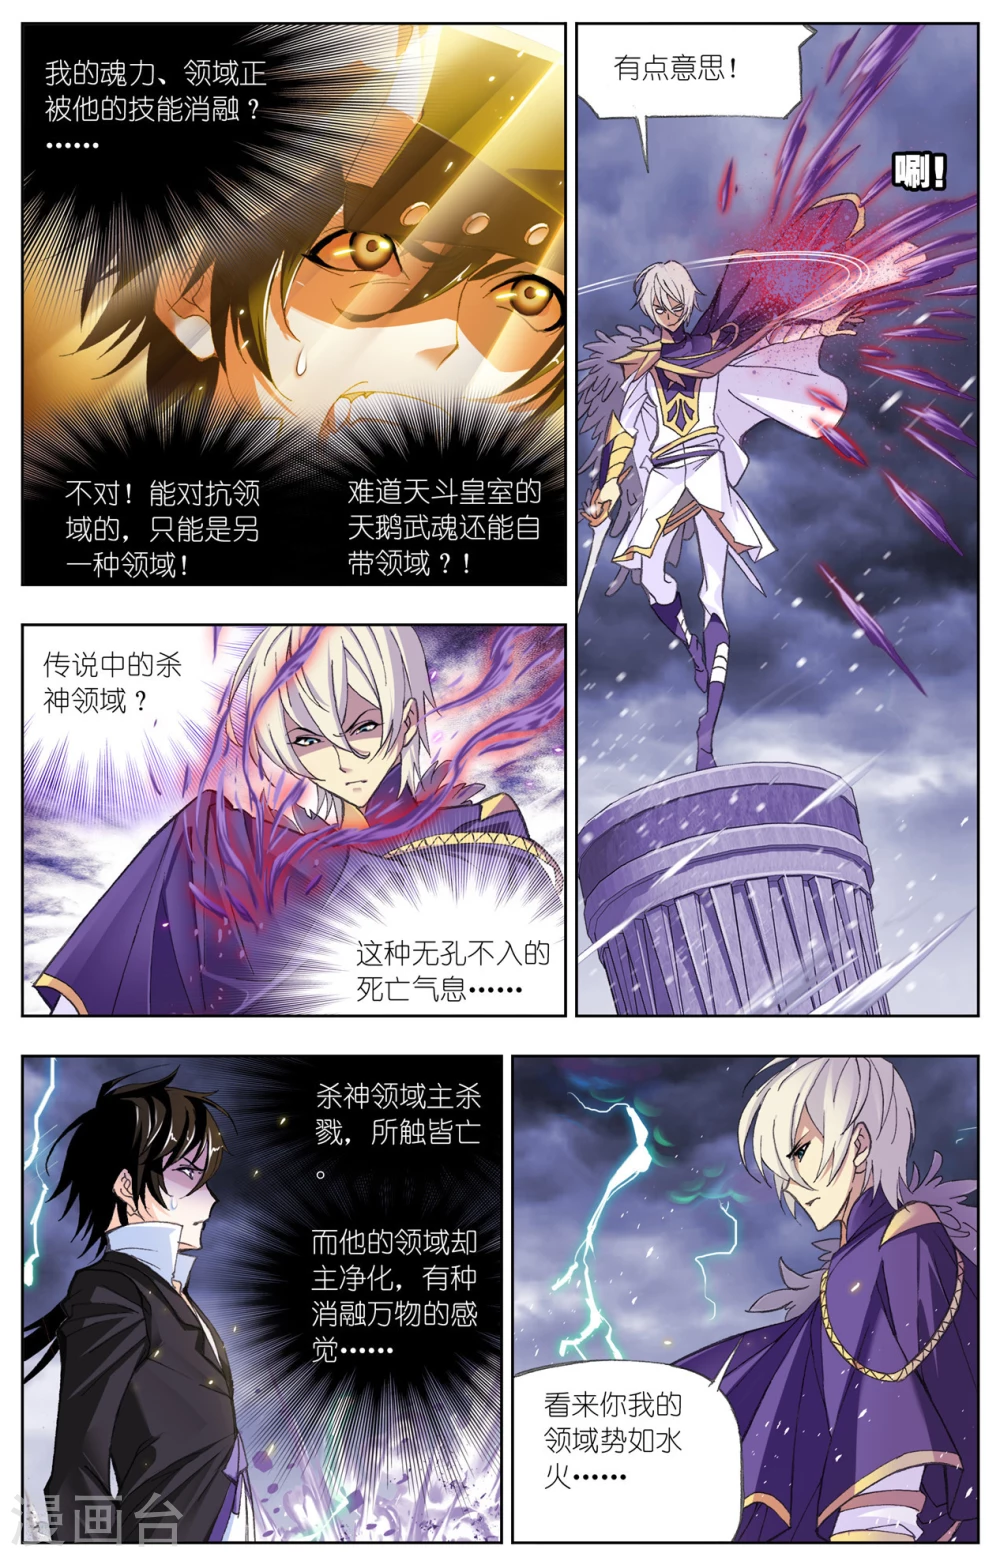 我的魂力、领域正
被他的技能消融？
……
不对！能对抗领
域的，只能是另
一种领域！
难道天斗皇室的
天鹅武魂还能自
带领域？！
有点意思！
唰！
传说中的杀
神领域？
这种无孔不入的
死亡气息……
杀神领域主杀
戮，所触皆亡
。
而他的领域却
主净化，有种
消融万物的感
觉……
看来你我的
领域势如水
火……
漫画台